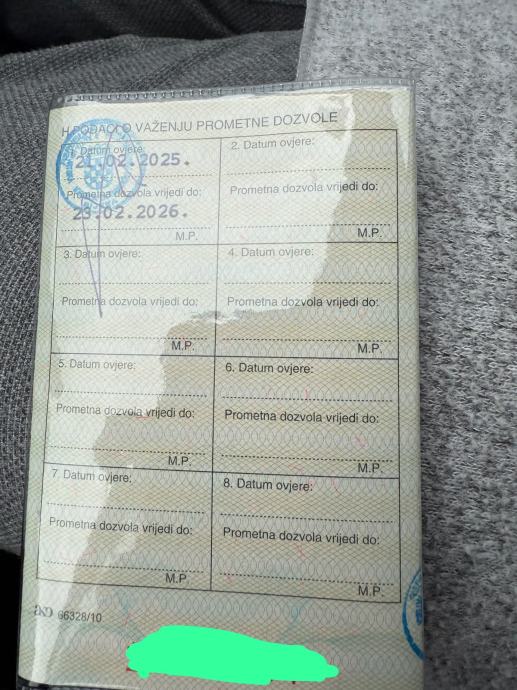 H PODACI O VAŽENJU PROMETNE DOZVOLE
1. Datum ovjere:
21.02.2025.
Prometna dozvola vrijedi do:
23.02.2026.
M.P.
2. Datum ovjere:
Prometna dozvola vrijedi do:
M.P.
3. Datum ovjere:
Prometna dozvola vrijedi do:
M.P.
4. Datum ovjere:
Prometna dozvola vrijedi do:
M.P.
5. Datum ovjere:
Prometna dozvola vrijedi do:
M.P.
6. Datum ovjere:
Prometna dozvola vrijedi do:
M.P.
7. Datum ovjere:
Prometna dozvola vrijedi do:
M.P.
8. Datum ovjere:
Prometna dozvola vrijedi do:
M.P.
66328/10